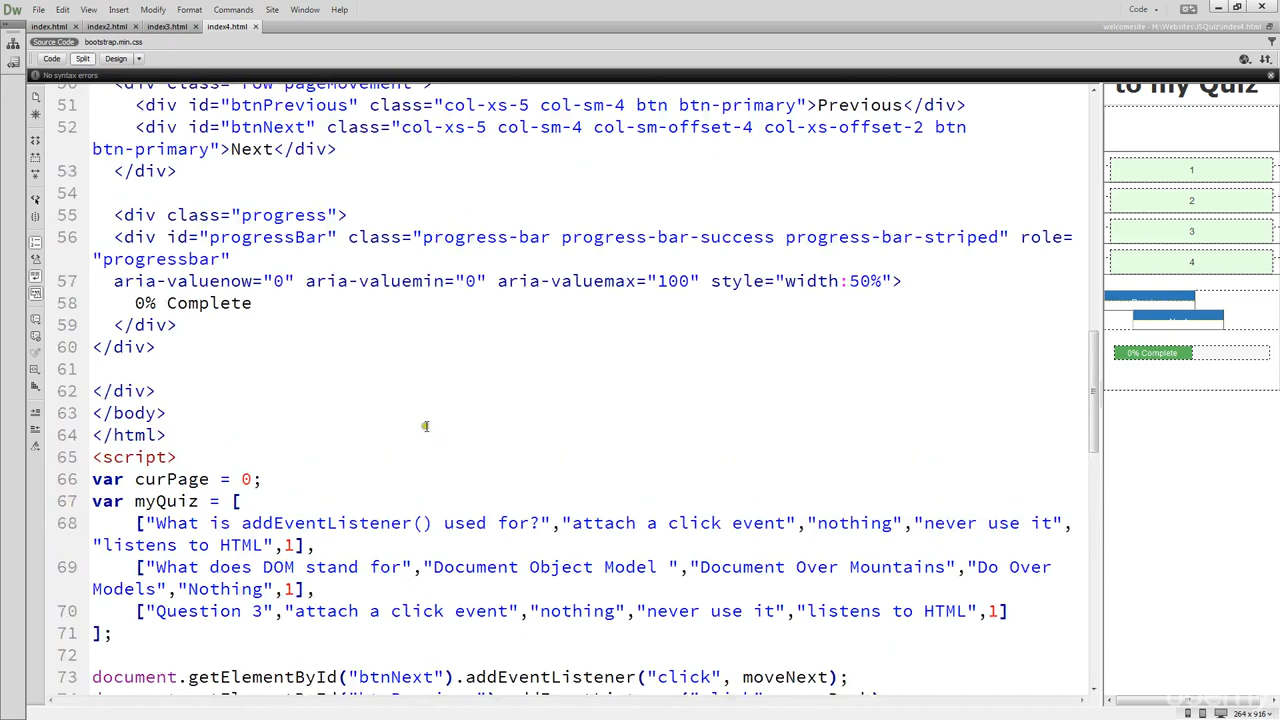 Dw File Edit View Insert Modify Format Commands Site Window Help Code
index.html index2.html index3.html index4.html welcomesite - H:\Websites\JSQuiz\index4.html
Source Code bootstrap.min.css
Code Split Design
No syntax errors
51 <div id="btnPrevious" class="col-xs-5 col-sm-4 btn btn-primary">Previous</div>
52 <div id="btnNext" class="col-xs-5 col-sm-4 col-sm-offset-4 col-xs-offset-2 btn
btn-primary">Next</div>
53 </div>
54
55 <div class="progress">
56 <div id="progressBar" class="progress-bar progress-bar-success progress-bar-striped" role=
"progressbar"
57 aria-valuenow="0" aria-valuemin="0" aria-valuemax="100" style="width:50%">
58 0% Complete
59 </div>
60 </div>
61
62 </div>
63 </body>
64 </html>
65 <script>
66 var curPage = 0;
67 var myQuiz = [
68 ["What is addEventListener() used for?","attach a click event","nothing","never use it",
"listens to HTML",1],
69 ["What does DOM stand for","Document Object Model ","Document Over Mountains","Do Over
Models","Nothing",1],
70 ["Question 3","attach a click event","nothing","never use it","listens to HTML",1]
71 ];
72
73 document.getElementById("btnNext").addEventListener("click", moveNext);
to my Quiz
1
2
3
4
0% Complete
264 x 916